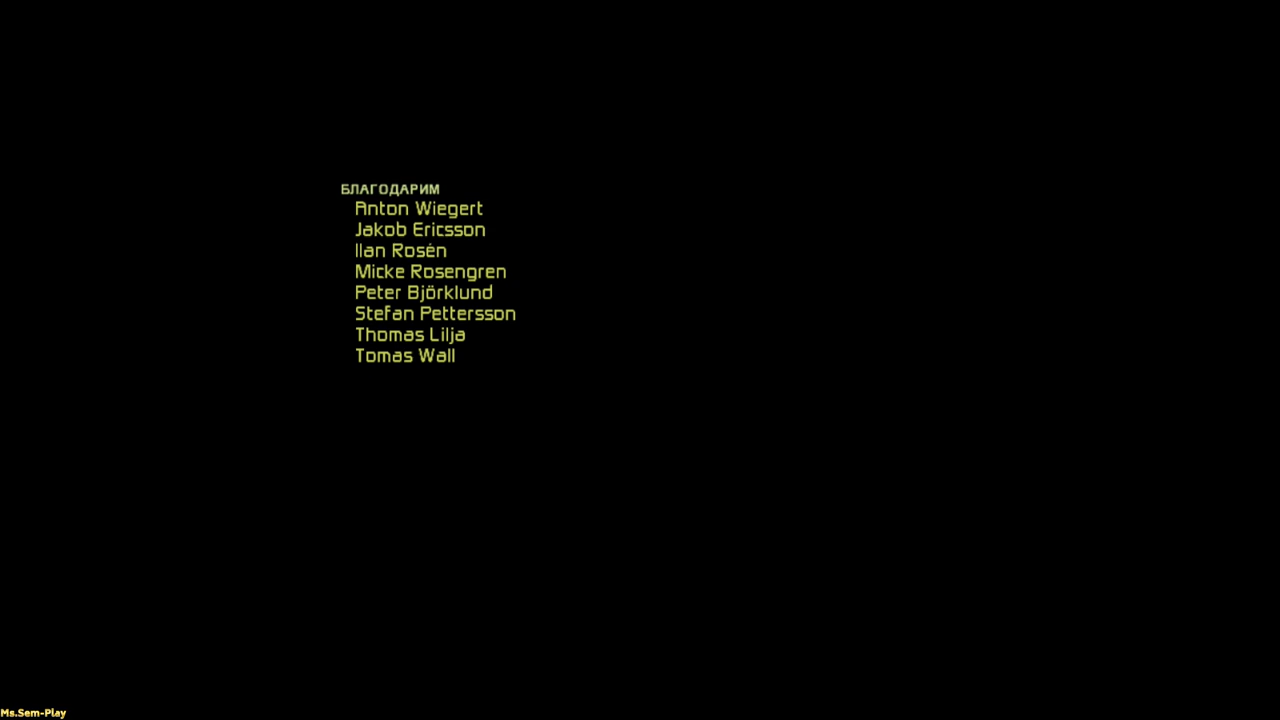 БЛАГОДАРИМ
Anton Wiegert
Jakob Ericsson
Ilan Rosén
Micke Rosengren
Peter Björklund
Stefan Pettersson
Thomas Lilja
Tomas Wall
Ms.Sem-Play